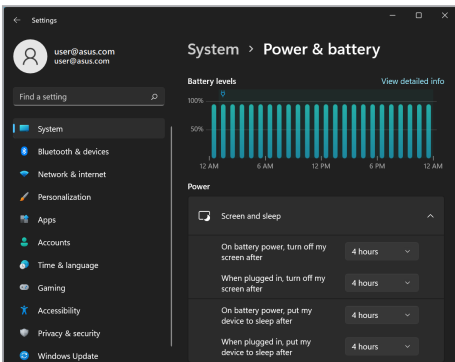 Settings
user@asus.com
user@asus.com
Find a setting
System
Bluetooth & devices
Network & internet
Personalization
Apps
Accounts
Time & language
Gaming
Accessibility
Privacy & security
Windows Update
System > Power & battery
Battery levels
View detailed info
100%
50%
12 AM 6 AM 12 PM 6 PM 12 AM
Power
Screen and sleep
On battery power, turn off my
screen after
4 hours
When plugged in, turn off my
screen after
4 hours
On battery power, put my
device to sleep after
4 hours
When plugged in, put my
device to sleep after
4 hours